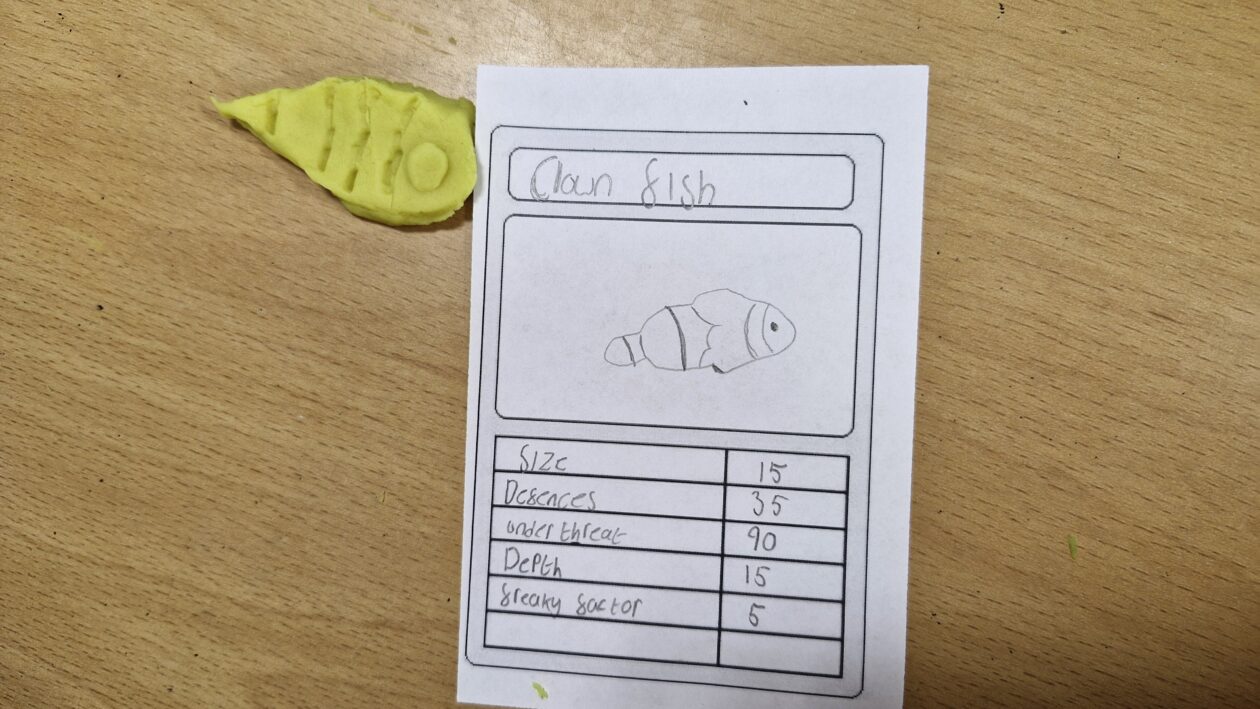 Clown fish
Size 15
Defences 35
under threat 90
Depth 15
freaky factor 5